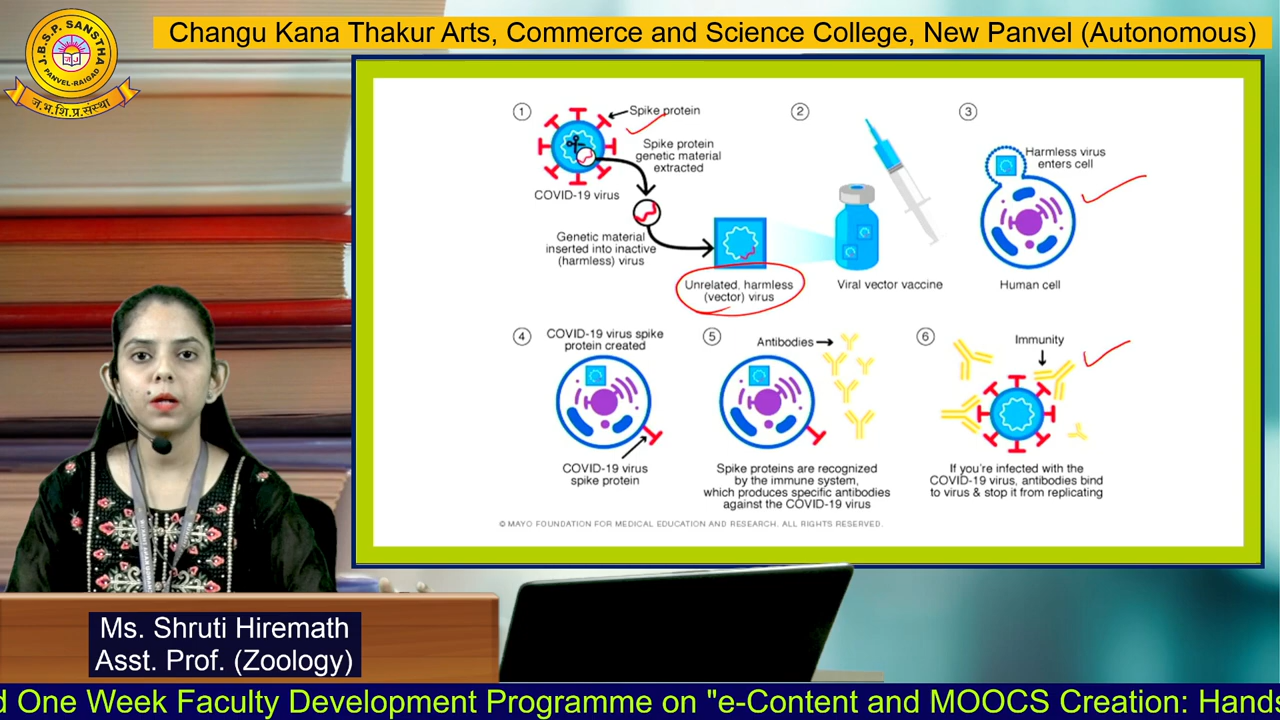 J.B.S.P. SANSTHA
PANVEL-RAIGAD
ज.भ.शि.प्र.संस्था
Changu Kana Thakur Arts, Commerce and Science College, New Panvel (Autonomous)
1
Spike protein
Spike protein
genetic material
extracted
COVID-19 virus
Genetic material
inserted into inactive
(harmless) virus
Unrelated, harmless
(vector) virus
2
Viral vector vaccine
3
Harmless virus
enters cell
Human cell
4
COVID-19 virus spike
protein created
COVID-19 virus
spike protein
5
Antibodies
Spike proteins are recognized
by the immune system,
which produces specific antibodies
against the COVID-19 virus
6
Immunity
If you're infected with the
COVID-19 virus, antibodies bind
to virus & stop it from replicating
© MAYO FOUNDATION FOR MEDICAL EDUCATION AND RESEARCH. ALL RIGHTS RESERVED.
Ms. Shruti Hiremath
Asst. Prof. (Zoology)
d One Week Faculty Development Programme on "e-Content and MOOCS Creation: Hands